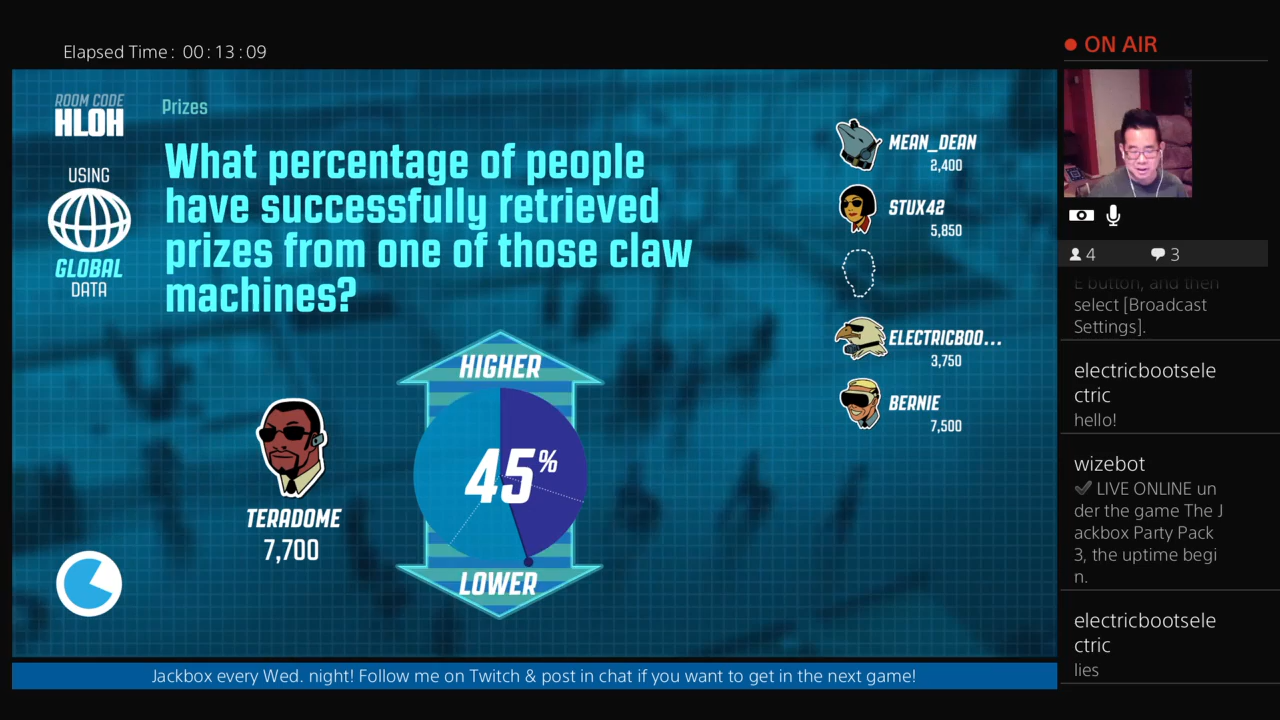 Elapsed Time: 00:13:09
ON AIR
ROOM CODE
HLOH
USING
GLOBAL
DATA
Prizes
What percentage of people
have successfully retrieved
prizes from one of those claw
machines?
HIGHER
45%
LOWER
TERADOME
7,700
MEAN_DEAN
2,400
STUX42
5,850
ELECTRICBOO...
3,750
BERNIE
7,500
4
3
E button, and then
select [Broadcast
Settings].
electricbootsele
ctric
hello!
wizebot
✔ LIVE ONLINE un
der the game The J
ackbox Party Pack
3, the uptime begi
n.
electricbootsele
ctric
lies
Jackbox every Wed. night! Follow me on Twitch & post in chat if you want to get in the next game!